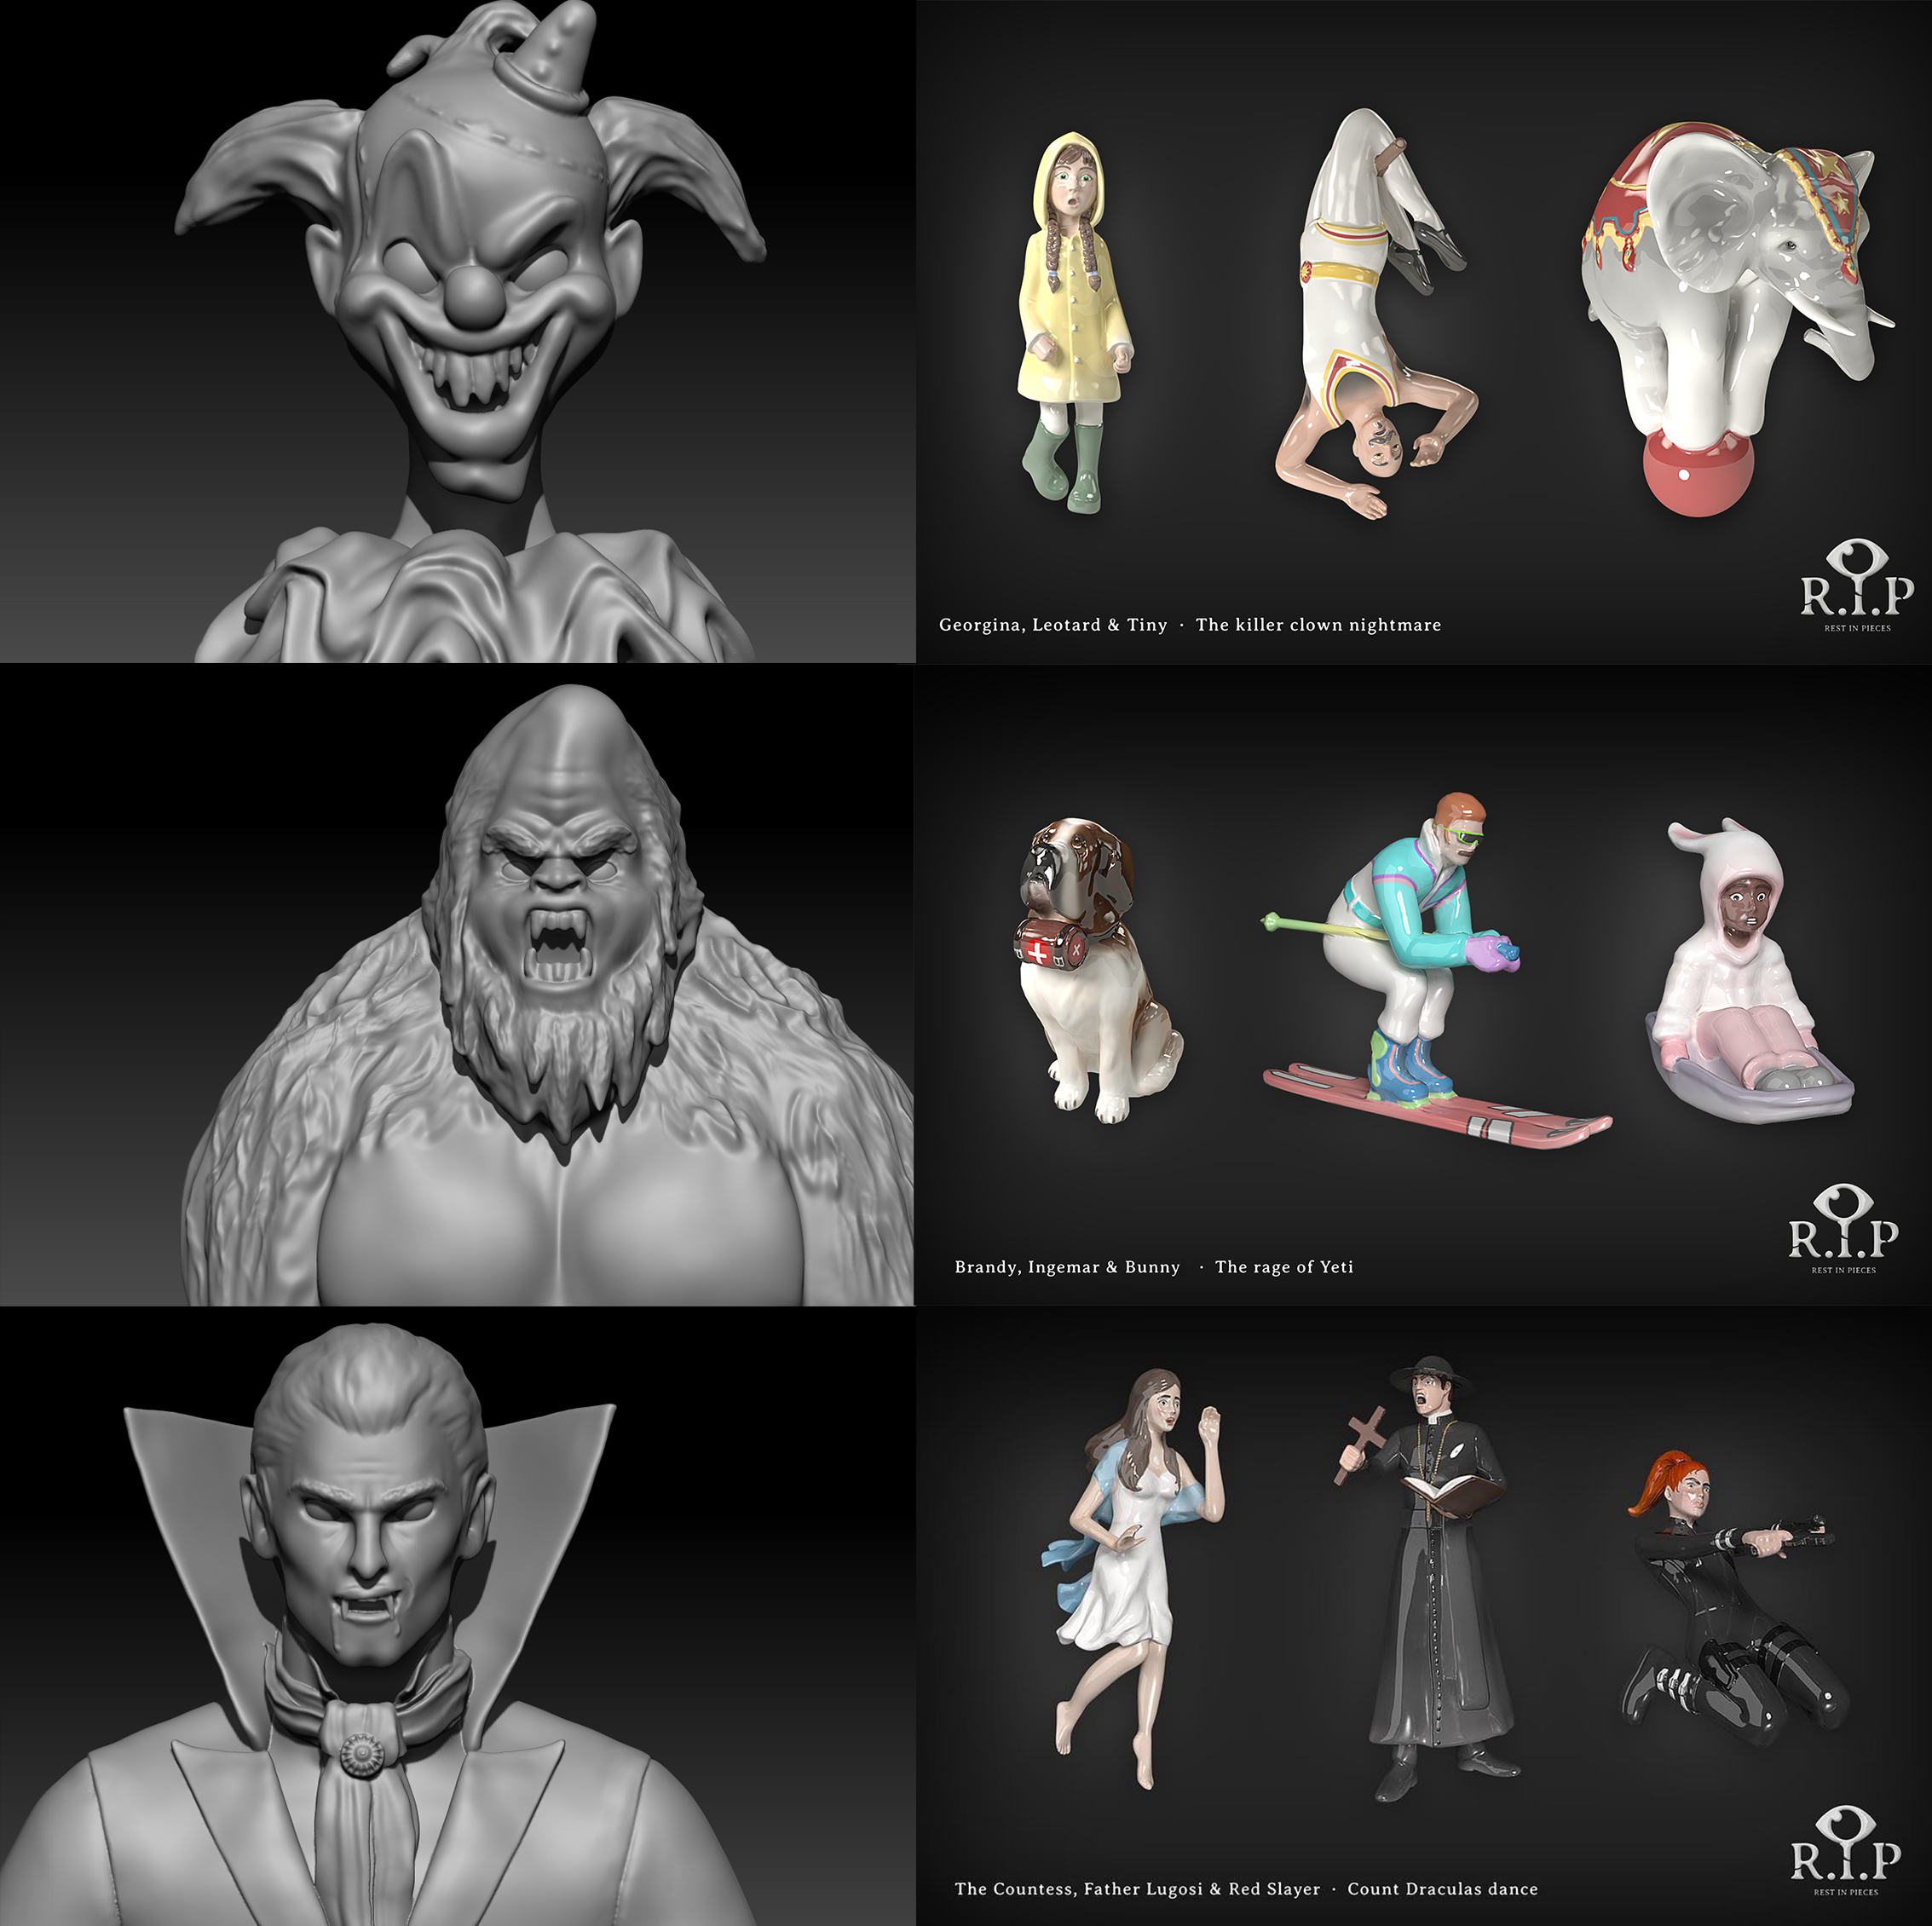 R.I.P
REST IN PIECES
Georgina, Leotard & Tiny · The killer clown nightmare
R.I.P
REST IN PIECES
Brandy, Ingemar & Bunny · The rage of Yeti
R.I.P
REST IN PIECES
The Countess, Father Lugosi & Red Slayer · Count Draculas dance